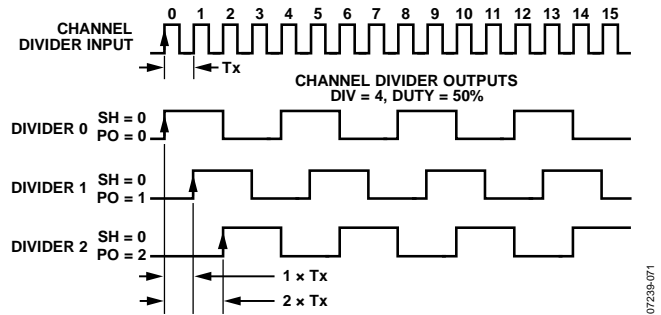 0 1 2 3 4 5 6 7 8 9 10 11 12 13 14 15
CHANNEL
DIVIDER INPUT
Tx
CHANNEL DIVIDER OUTPUTS
DIV = 4, DUTY = 50%
DIVIDER 0
SH = 0
PO = 0
DIVIDER 1
SH = 0
PO = 1
DIVIDER 2
SH = 0
PO = 2
1 × Tx
2 × Tx
07239-071